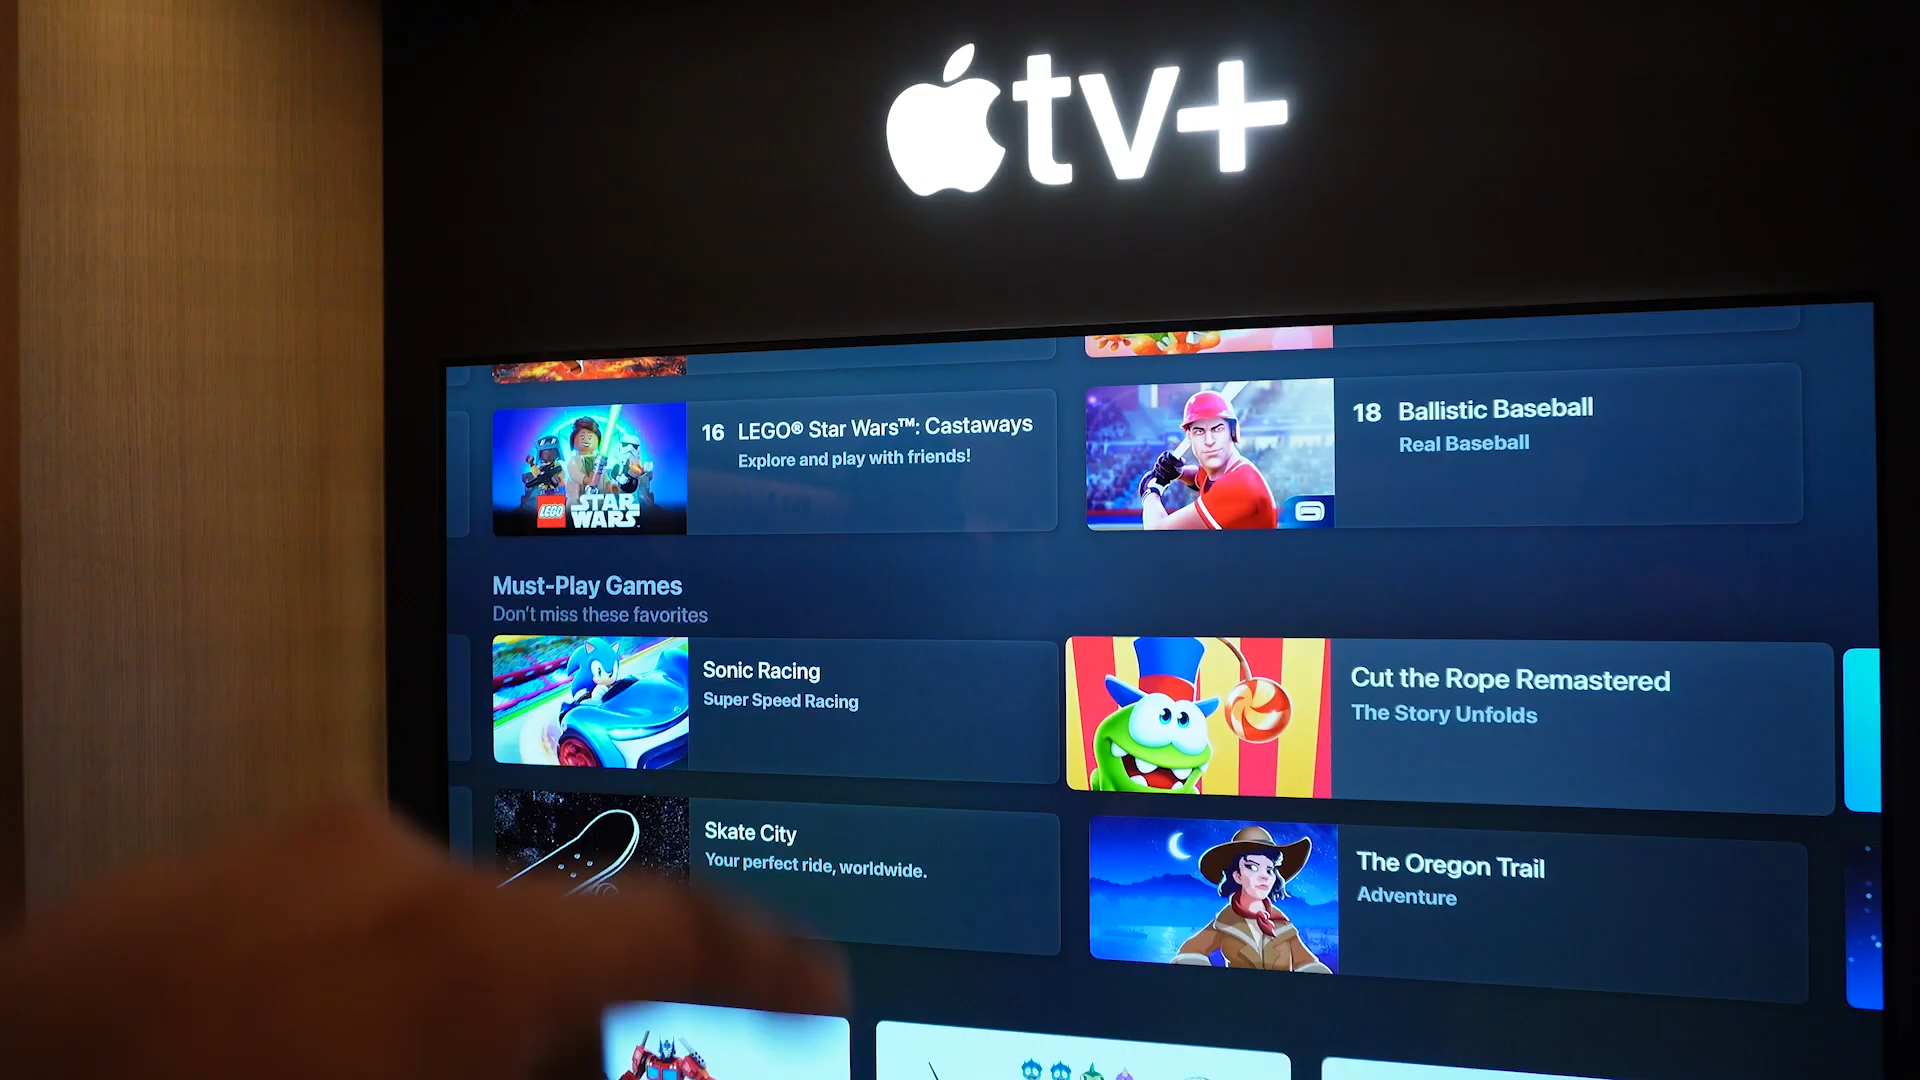 tv+
16 LEGO® Star Wars™: Castaways
Explore and play with friends!
LEGO STAR WARS
18 Ballistic Baseball
Real Baseball
Must-Play Games
Don't miss these favorites
Sonic Racing
Super Speed Racing
Cut the Rope Remastered
The Story Unfolds
Skate City
Your perfect ride, worldwide.
The Oregon Trail
Adventure